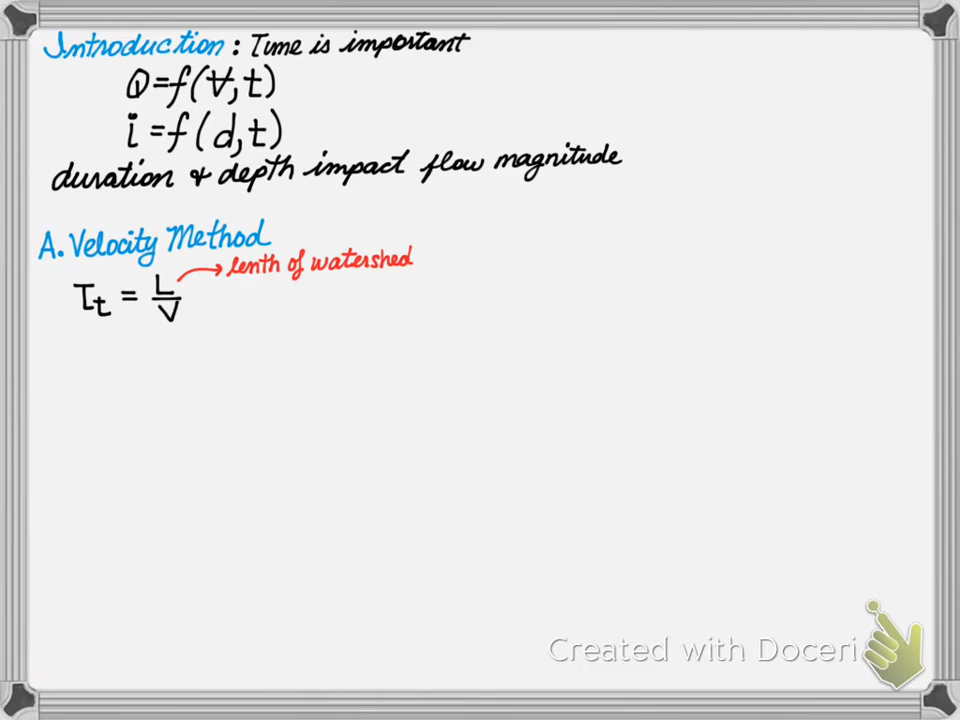 Introduction : Time is important
Q=f(V,t)
i=f(d,t)
duration & depth impact flow magnitude
A. Velocity Method
lenth of watershed
Tt = L/V
Created with Doceri